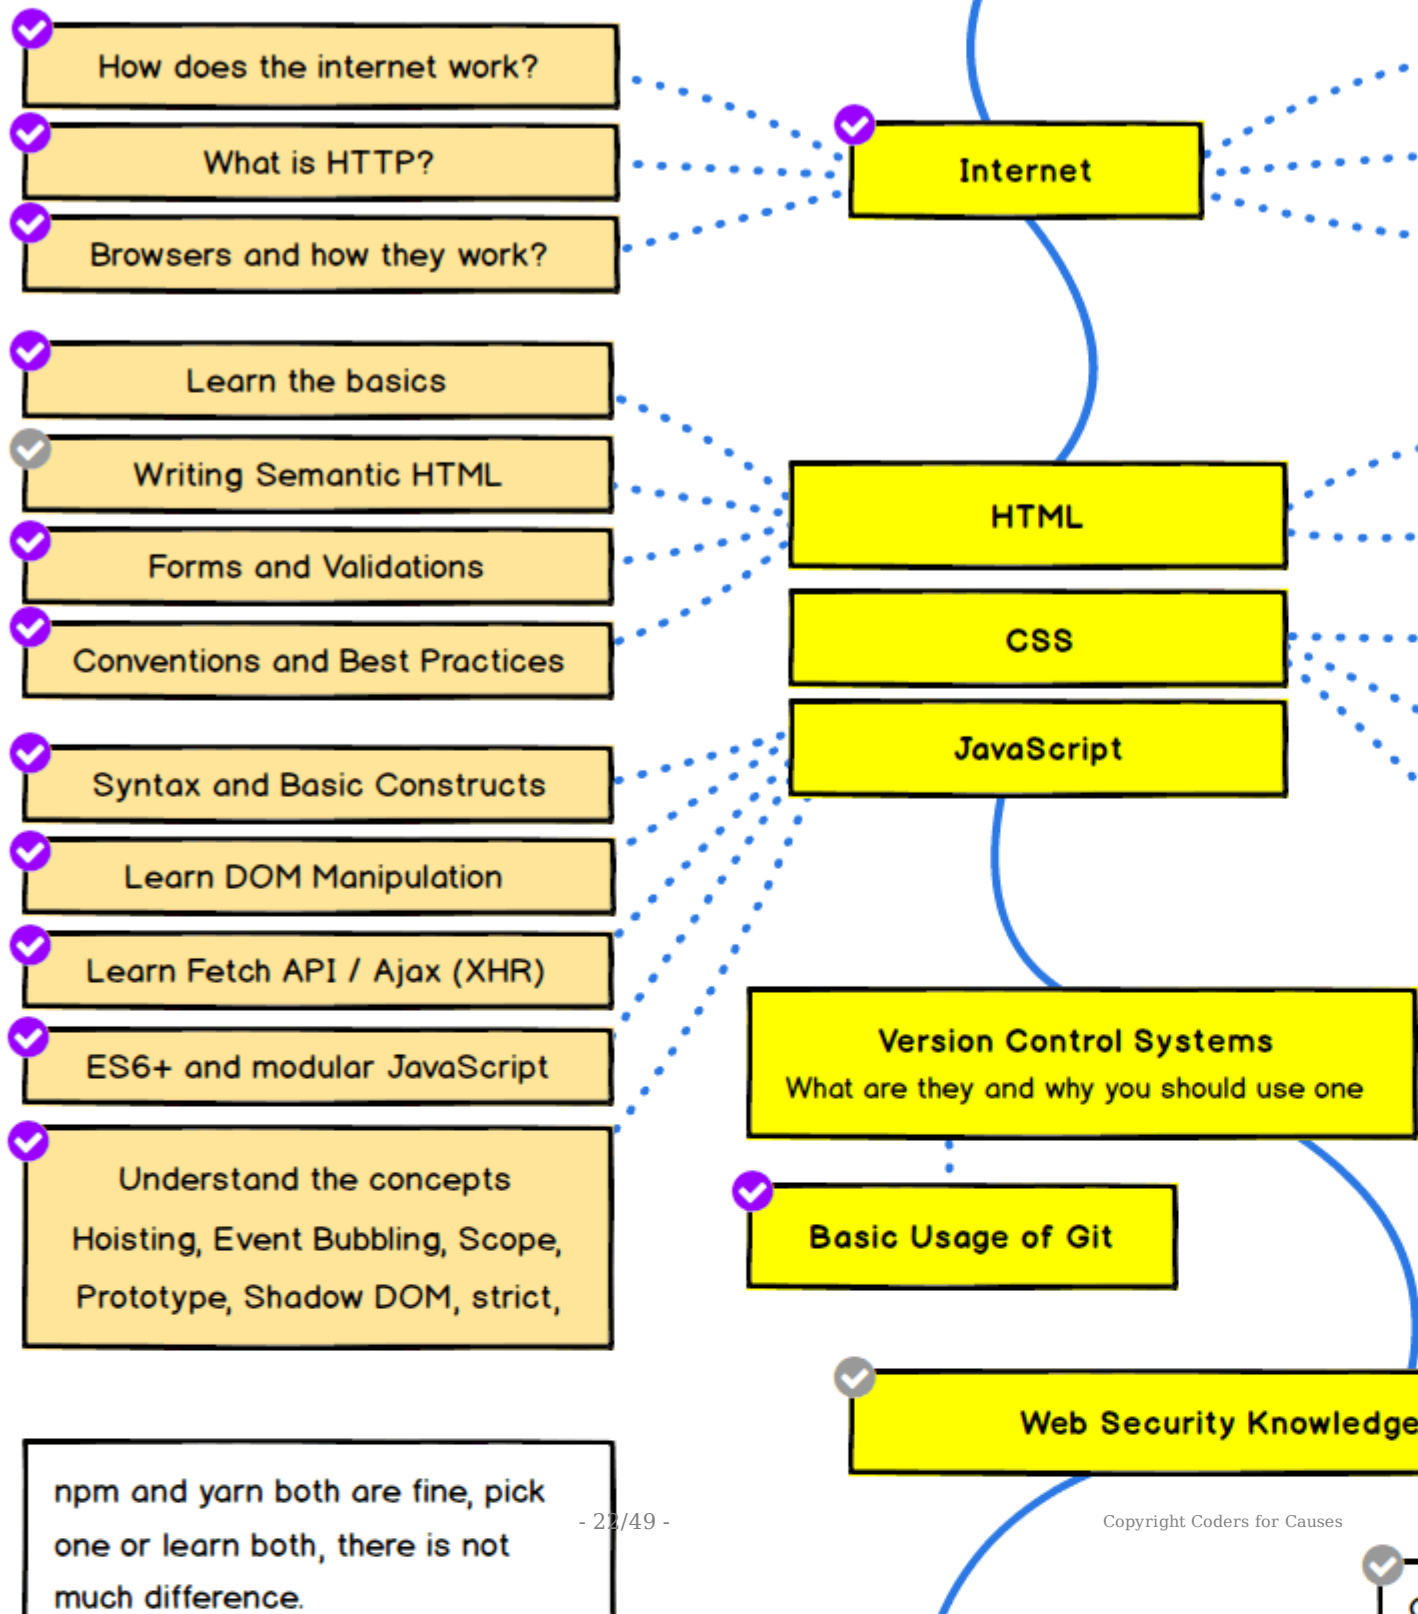 How does the internet work?
What is HTTP?
Browsers and how they work?
Internet
Learn the basics
Writing Semantic HTML
Forms and Validations
Conventions and Best Practices
HTML
CSS
JavaScript
Syntax and Basic Constructs
Learn DOM Manipulation
Learn Fetch API / Ajax (XHR)
ES6+ and modular JavaScript
Understand the concepts
Hoisting, Event Bubbling, Scope,
Prototype, Shadow DOM, strict,
Version Control Systems
What are they and why you should use one
Basic Usage of Git
Web Security Knowledge
npm and yarn both are fine, pick
one or learn both, there is not
much difference.
- 22/49 -
Copyright Coders for Causes